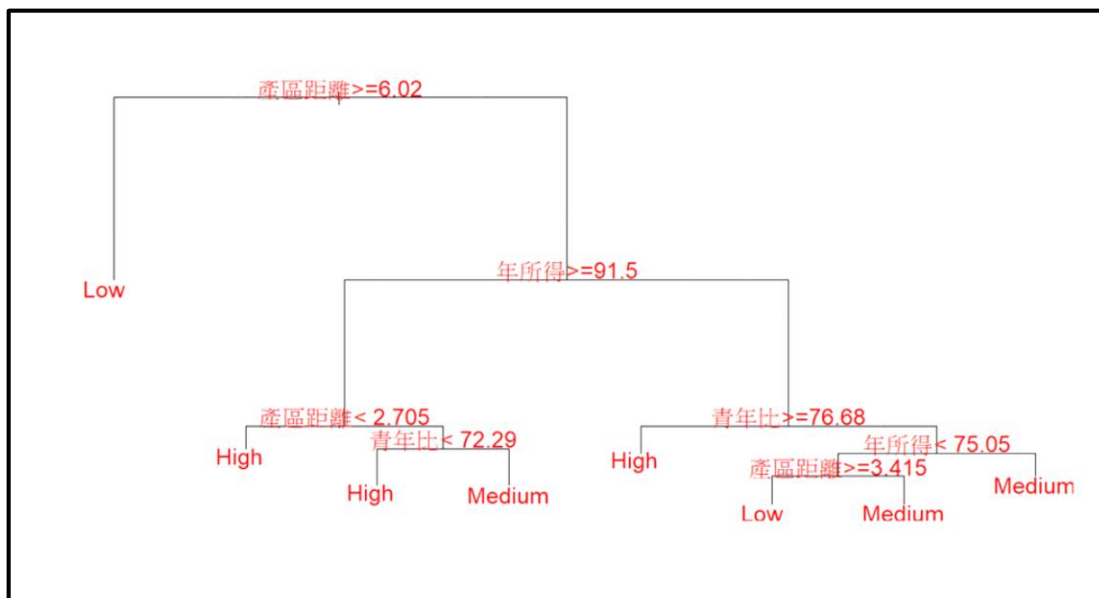 產區距離>=6.02
年所得>=91.5
Low
產區距離< 2.705
青年比>=76.68
青年比< 72.29
年所得< 75.05
High
High
產區距離>=3.415
High
Medium
Medium
Low
Medium